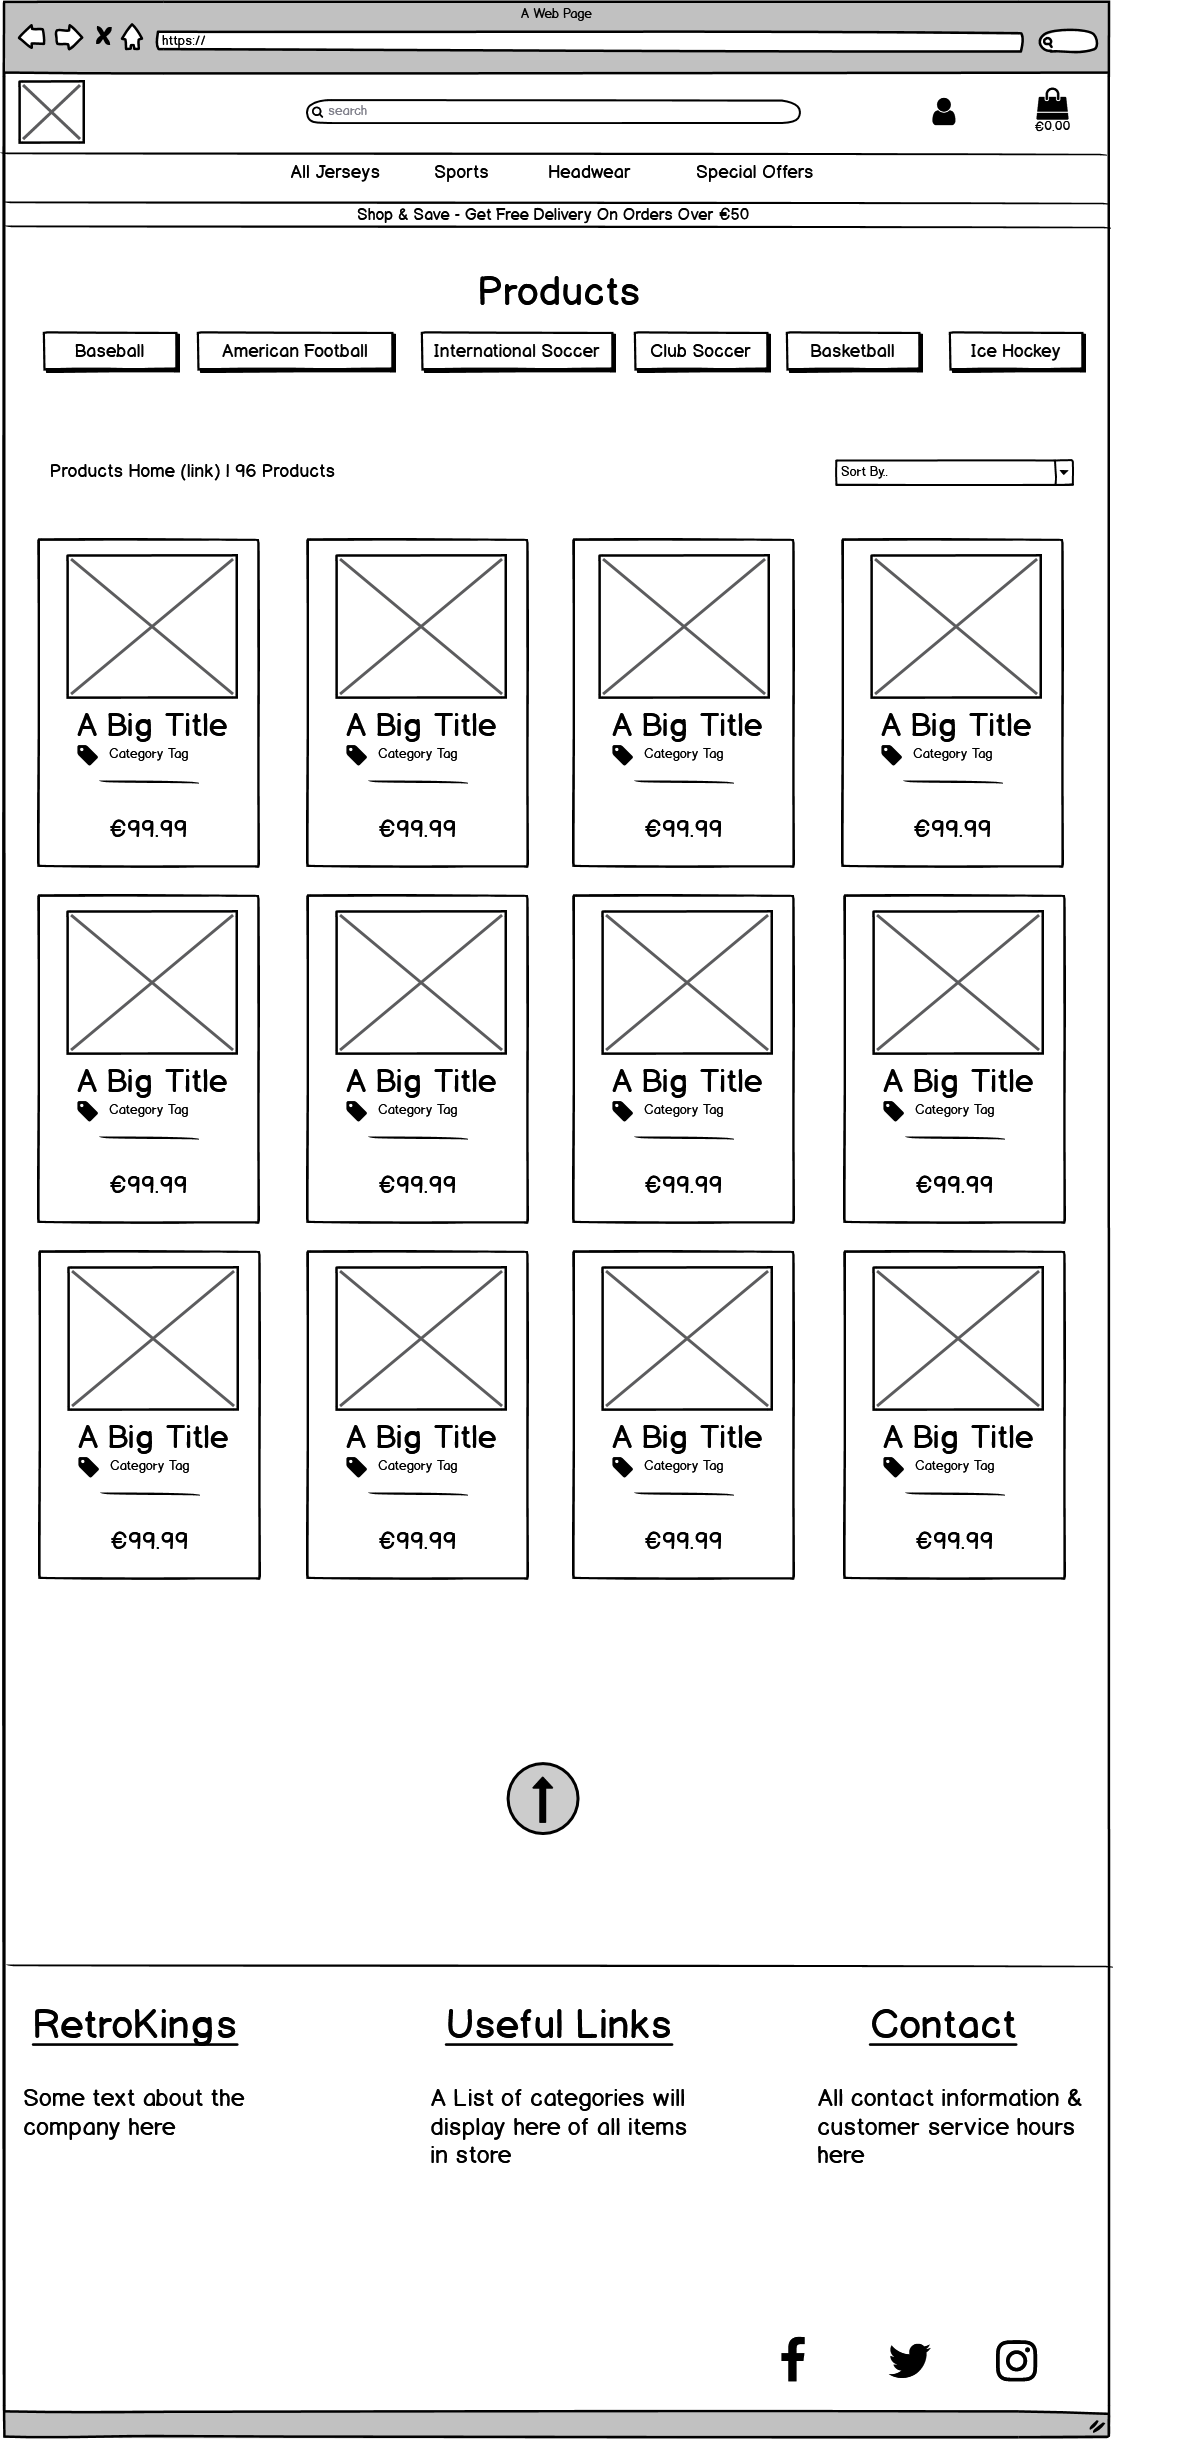 A Web Page
https://
search
€0.00
All Jerseys Sports Headwear Special Offers
Shop & Save - Get Free Delivery On Orders Over €50
Products
Baseball American Football International Soccer Club Soccer Basketball Ice Hockey
Products Home (link) | 96 Products
Sort By..
A Big Title A Big Title A Big Title A Big Title
Category Tag Category Tag Category Tag Category Tag
€99.99 €99.99 €99.99 €99.99
A Big Title A Big Title A Big Title A Big Title
Category Tag Category Tag Category Tag Category Tag
€99.99 €99.99 €99.99 €99.99
A Big Title A Big Title A Big Title A Big Title
Category Tag Category Tag Category Tag Category Tag
€99.99 €99.99 €99.99 €99.99
RetroKings
Some text about the
company here
Useful Links
A List of categories will
display here of all items
in store
Contact
All contact information &
customer service hours
here